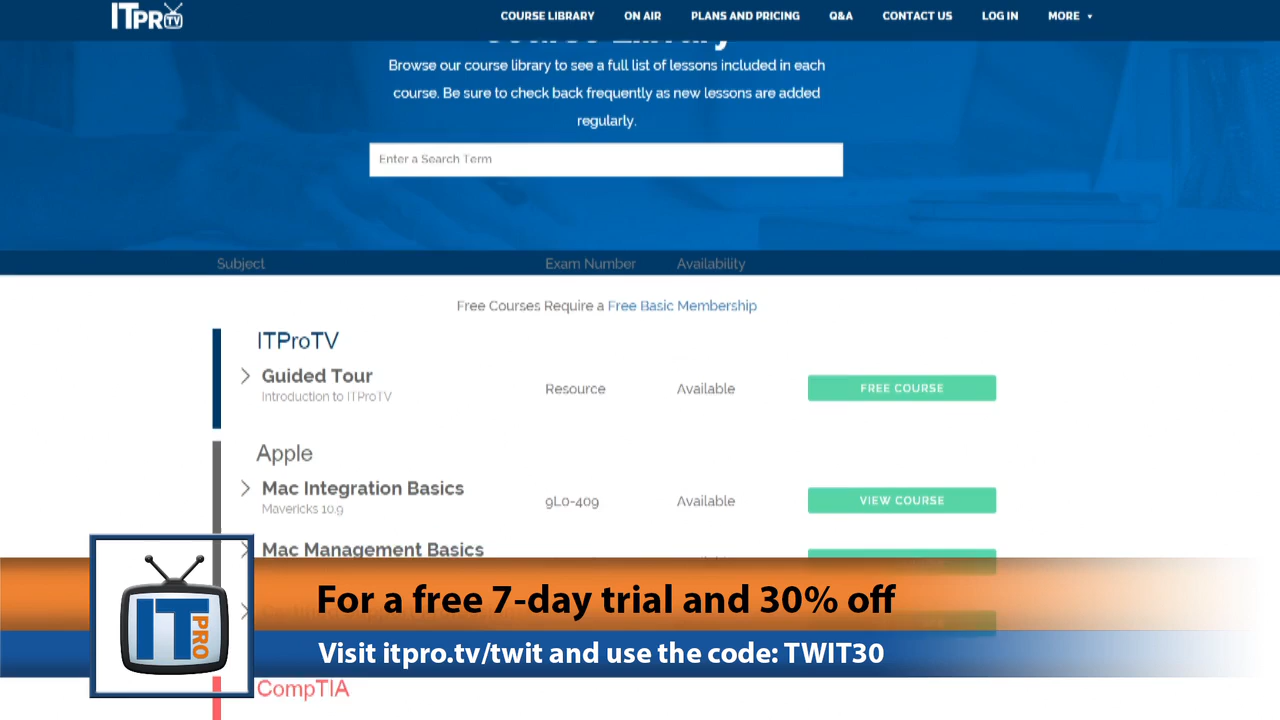 ITPRO TV
COURSE LIBRARY ON AIR PLANS AND PRICING Q&A CONTACT US LOG IN MORE
Course Library
Browse our course library to see a full list of lessons included in each
course. Be sure to check back frequently as new lessons are added
regularly.
Enter a Search Term
Subject Exam Number Availability
Free Courses Require a Free Basic Membership
ITProTV
Guided Tour
Introduction to ITProTV
Resource Available FREE COURSE
Apple
Mac Integration Basics
Mavericks 10.9
9L0-409 Available VIEW COURSE
Mac Management Basics
For a free 7-day trial and 30% off
Visit itpro.tv/twit and use the code: TWIT30
IT PRO
CompTIA